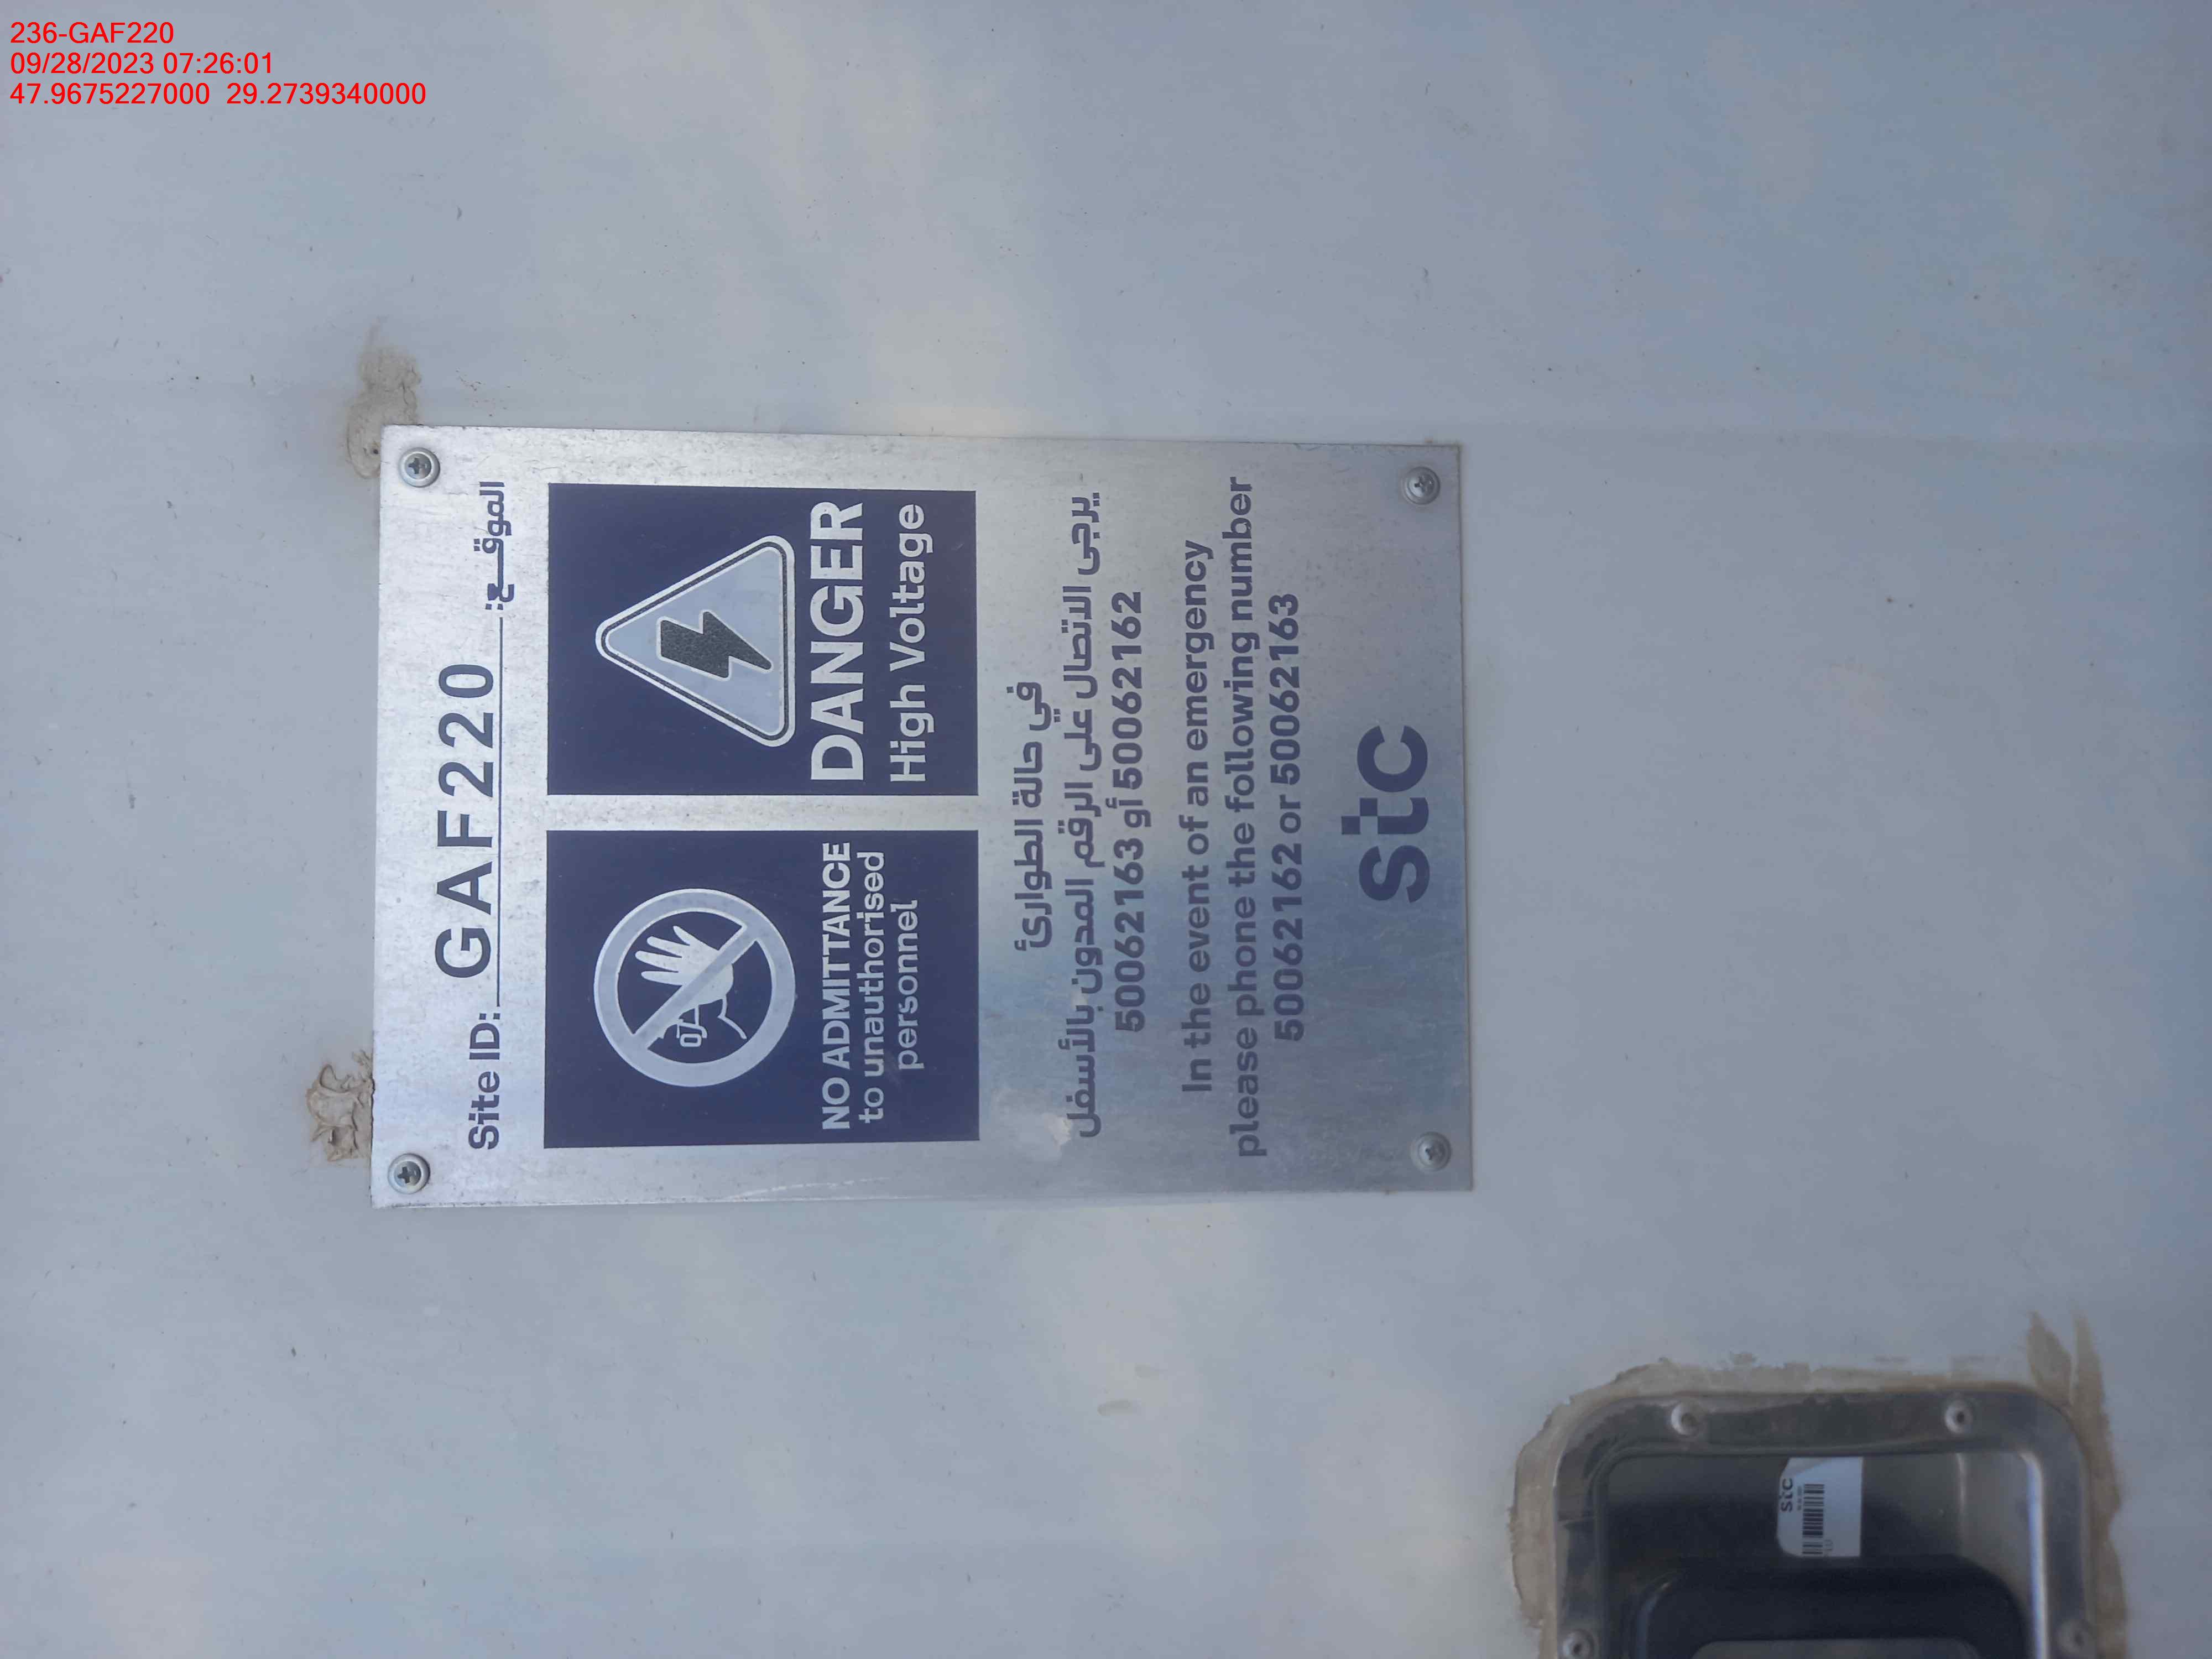 236-GAF220
09/28/2023 07:26:01
47.9675227000 29.2739340000
Site ID: GAF220 الموقع:
NO ADMITTANCE
to unauthorised
personnel
DANGER
High Voltage
في حالة الطوارئ
يرجى الاتصال على الرقم المدون بالأسفل
50062162 أو 50062163
In the event of an emergency
please phone the following number
50062162 or 50062163
stc
stc